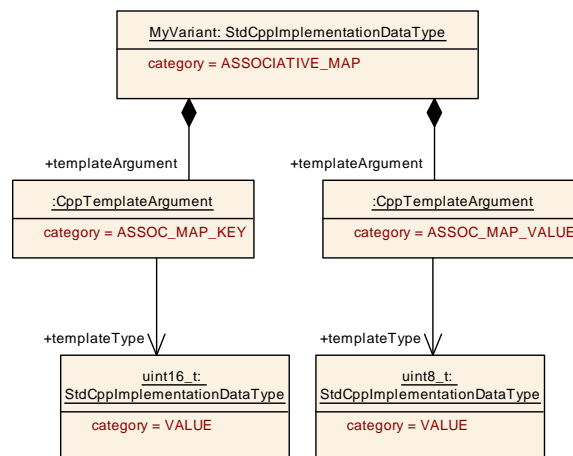 MyVariant: StdCppImplementationDataType
category = ASSOCIATIVE_MAP
+templateArgument
+templateArgument
:CppTemplateArgument
:CppTemplateArgument
category = ASSOC_MAP_KEY
category = ASSOC_MAP_VALUE
+templateType
+templateType
uint16_t:
StdCppImplementationDataType
uint8_t:
StdCppImplementationDataType
category = VALUE
category = VALUE